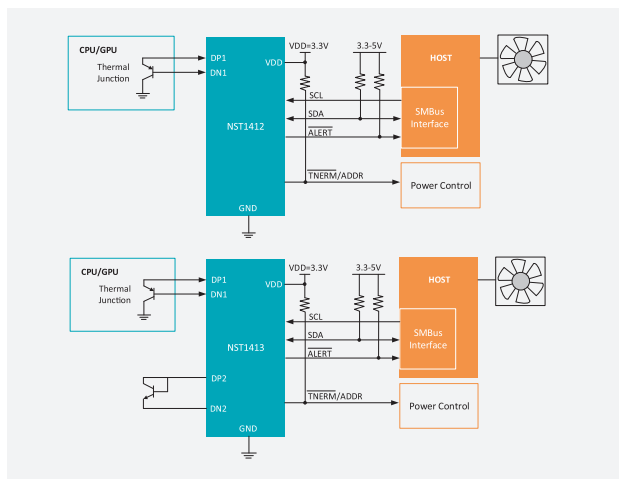 CPU/GPU
Thermal
Junction
DP1
DN1
VDD
NST1412
GND
VDD=3.3V
3.3-5V
SCL
SDA
ALERT
TNERM/ADDR
HOST
SMBus
Interface
Power Control
CPU/GPU
Thermal
Junction
DP1
DN1
VDD
NST1413
DP2
DN2
GND
VDD=3.3V
3.3-5V
SCL
SDA
ALERT
TNERM/ADDR
HOST
SMBus
Interface
Power Control